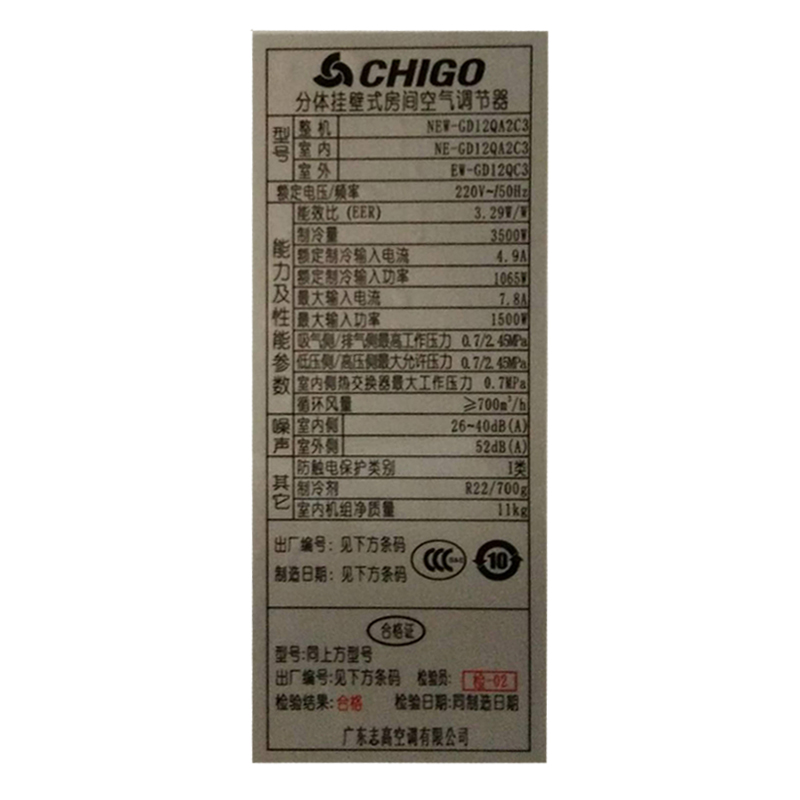 CHIGO
分体挂壁式房间空气调节器
型号
整机 NEW-GD12QA2C3
室内 NE-GD12QA2C3
室外 EW-GD12QC3
额定电压/频率 220V~/50Hz
能力及性能参数
能效比 (EER) 3.29W/W
制冷量 3500W
额定制冷输入电流 4.9A
额定制冷输入功率 1065W
最大输入电流 7.8A
最大输入功率 1500W
吸气侧/排气侧最高工作压力 0.7/2.45MPa
低压侧/高压侧最大允许压力 0.7/2.45MPa
室内侧热交换器最大工作压力 0.7MPa
循环风量 ≥700m³/h
噪声
室内侧 26-40dB(A)
室外侧 52dB(A)
其它
防触电保护类别 I类
制冷剂 R22/700g
室内机组净质量 11kg
出厂编号: 见下方条码
制造日期: 见下方条码
CCC
10
合格证
型号:同上方型号
出厂编号:见下方条码 检验员: 检-02
检验结果:合格 检验日期:同制造日期
广东志高空调有限公司